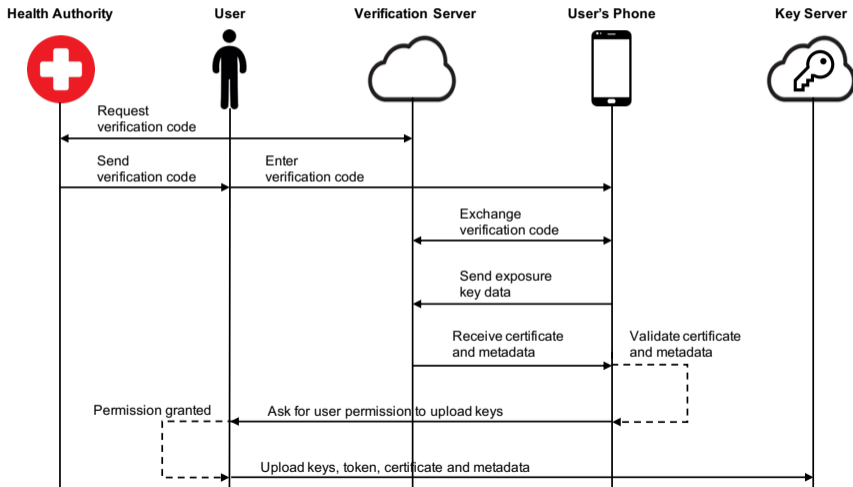 Health Authority
User
Verification Server
User's Phone
Key Server
Request
verification code
Send
verification code
Enter
verification code
Exchange
verification code
Send exposure
key data
Receive certificate
and metadata
Validate certificate
and metadata
Permission granted
Ask for user permission to upload keys
Upload keys, token, certificate and metadata